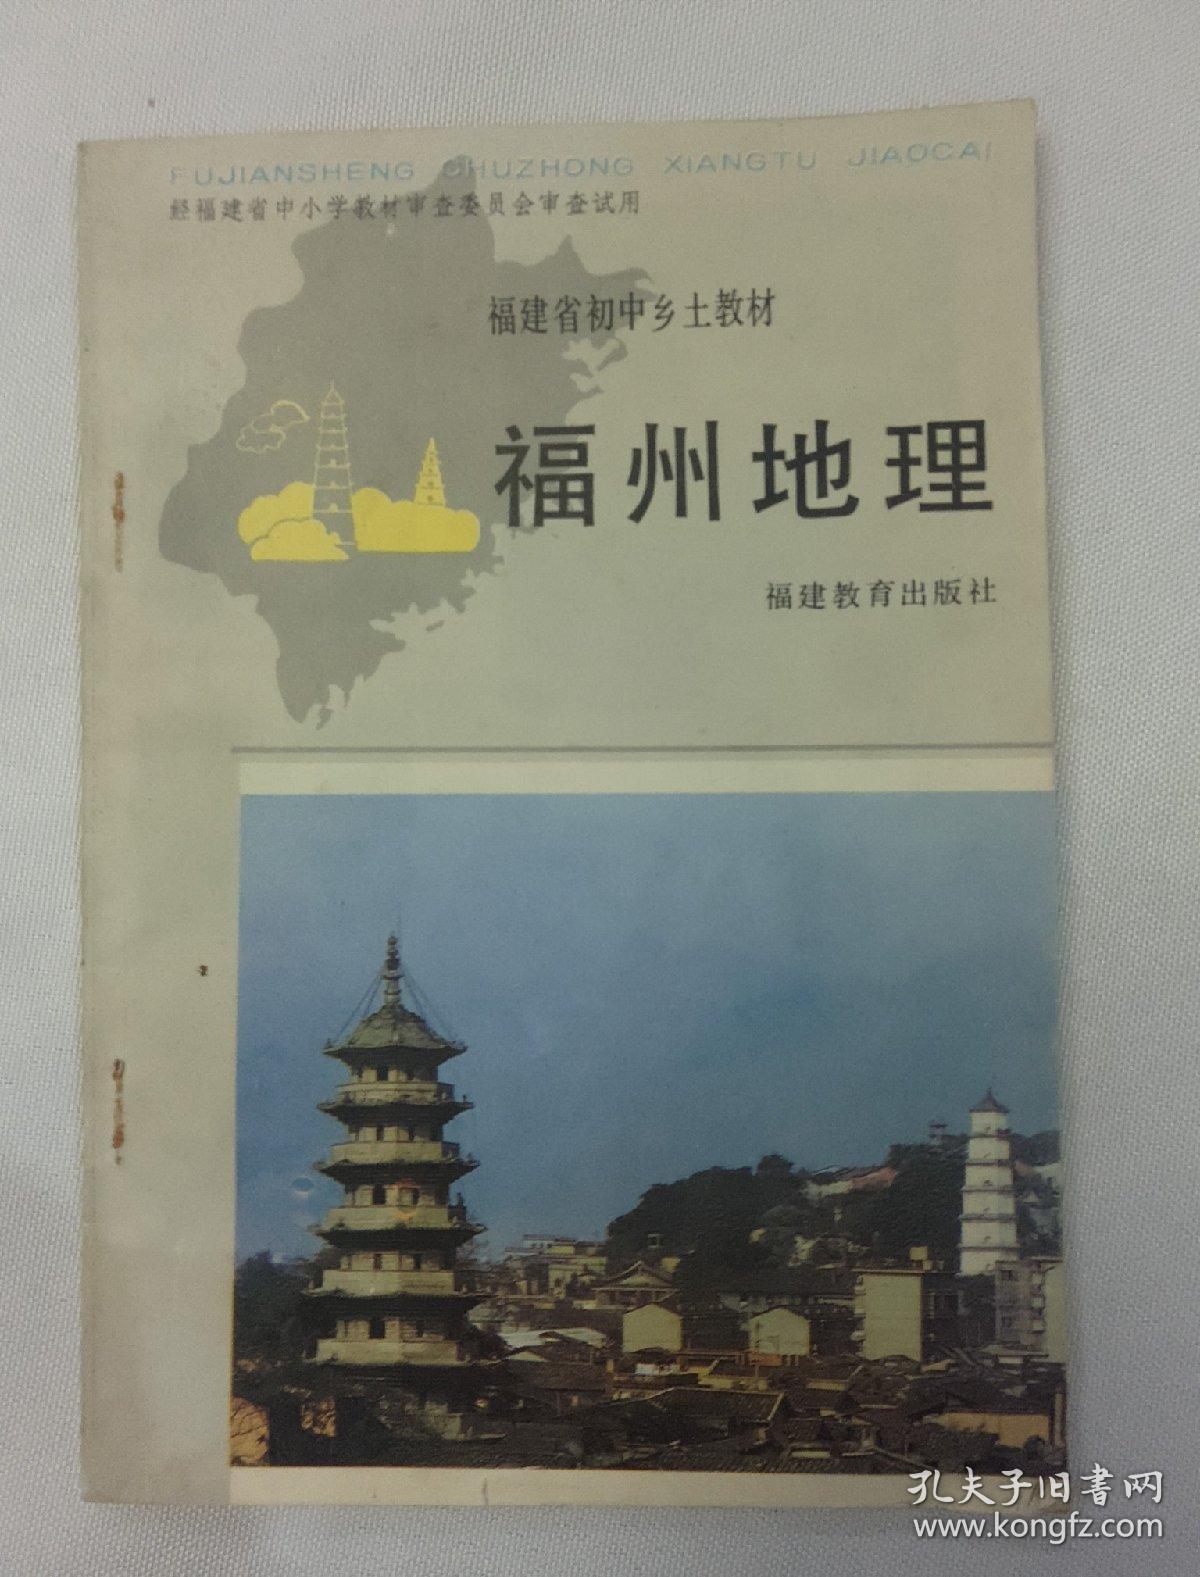 FUJIANSHENG CHUZHONG XIANGTU JIAOCAI
经福建省中小学教材审查委员会审查试用
福建省初中乡土教材
福州地理
福建教育出版社
孔夫子旧书网
www.kongfz.com